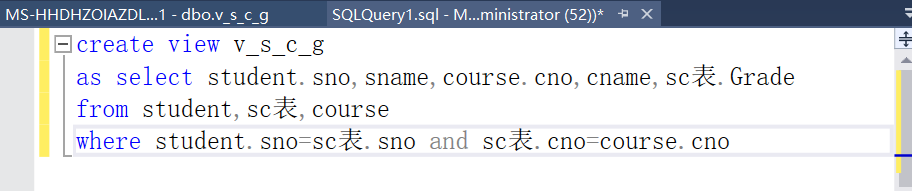 MS-HHDHZOIAZDL...1 - dbo.v_s_c_g SQLQuery1.sql - M...ministrator (52))*
create view v_s_c_g
as select student.sno,sname,course.cno,cname,sc表.Grade
from student,sc表,course
where student.sno=sc表.sno and sc表.cno=course.cno